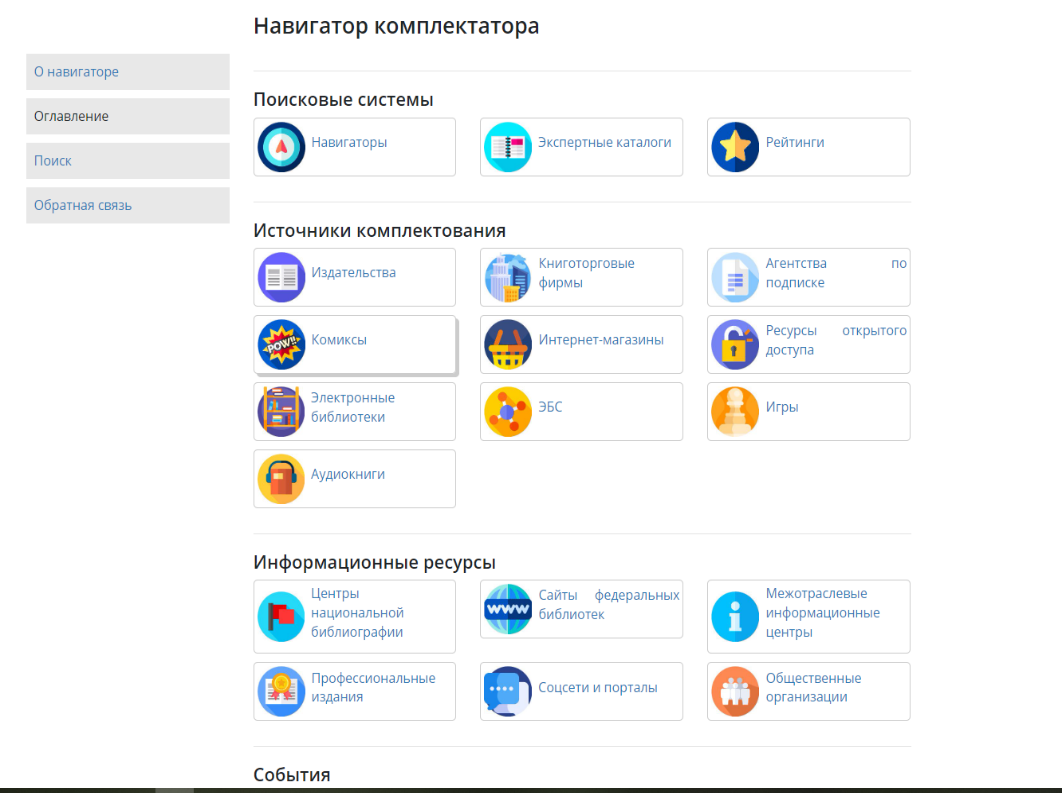 Навигатор комплектатора
О навигаторе
Оглавление
Поиск
Обратная связь
Поисковые системы
Навигаторы
Экспертные каталоги
Рейтинги
Источники комплектования
Издательства
Книготорговые
фирмы
Агентства по
подписке
POW!!
Комиксы
Интернет-магазины
Ресурсы открытого
доступа
Электронные
библиотеки
ЭБС
Игры
Аудиокниги
Информационные ресурсы
Центры
национальной
библиографии
www
Сайты федеральных
библиотек
i
Межотраслевые
информационные
центры
Профессиональные
издания
Соцсети и порталы
Общественные
организации
События